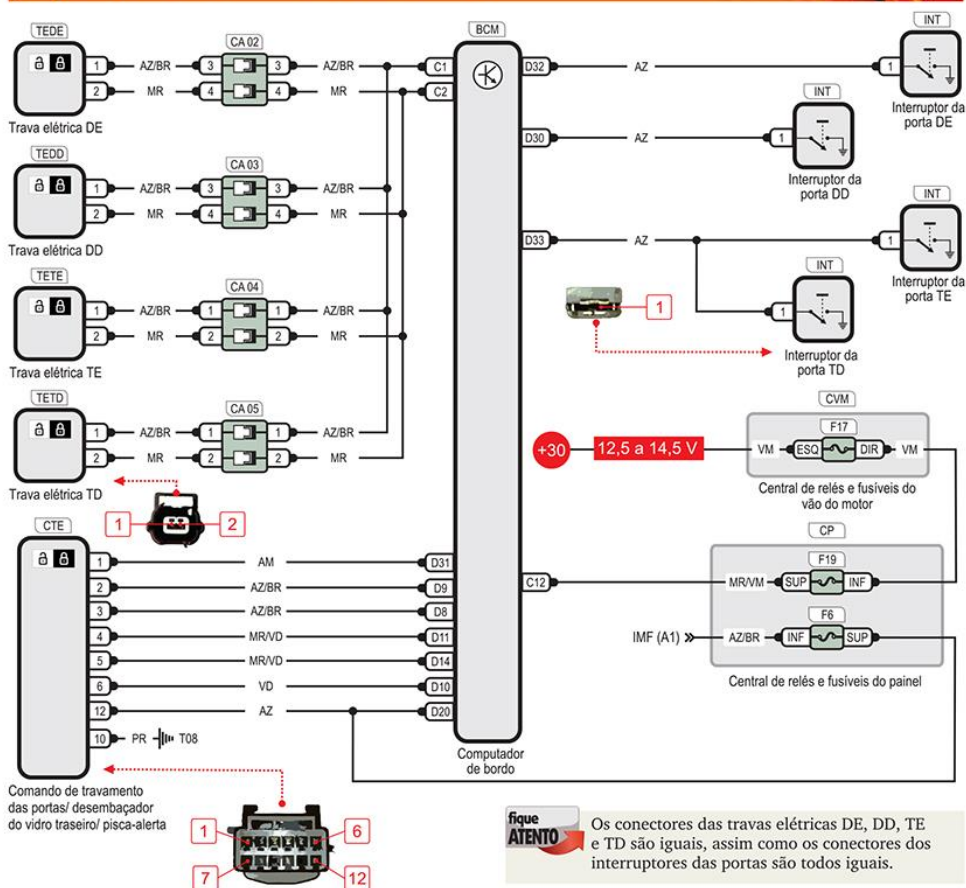 TEDE
1 AZ/BR 3 3 AZ/BR C1
2 MR 4 4 MR C2
CA 02
Trava elétrica DE
TEDD
1 AZ/BR 3 3 AZ/BR
2 MR 4 4 MR
CA 03
Trava elétrica DD
TETE
1 AZ/BR 1 1 AZ/BR
2 MR 2 2 MR
CA 04
Trava elétrica TE
TETD
1 AZ/BR 1 1 AZ/BR
2 MR 2 2 MR
CA 05
Trava elétrica TD
1 2
CTE
1 AM D31
2 AZ/BR D9
3 AZ/BR D8
4 MR/VD D11
5 MR/VD D14
6 VD D10
12 AZ D20
10 PR T08
Comando de travamento
das portas/ desembaçador
do vidro traseiro/ pisca-alerta
1 6
7 12
BCM
Computador
de bordo
D32 AZ 1
INT
Interruptor da
porta DE
D30 AZ 1
INT
Interruptor da
porta DD
D33 AZ 1
INT
Interruptor da
porta TE
1
INT
Interruptor da
porta TD
1
CVM
F17
+30 12,5 a 14,5 V VM ESQ DIR VM
Central de relés e fusíveis do
vão do motor
CP
F19
C12 MR/VM SUP INF
F6
IMF (A1) AZ/BR INF SUP
Central de relés e fusíveis do painel
fique
ATENTO
Os conectores das travas elétricas DE, DD, TE
e TD são iguais, assim como os conectores dos
interruptores das portas são todos iguais.